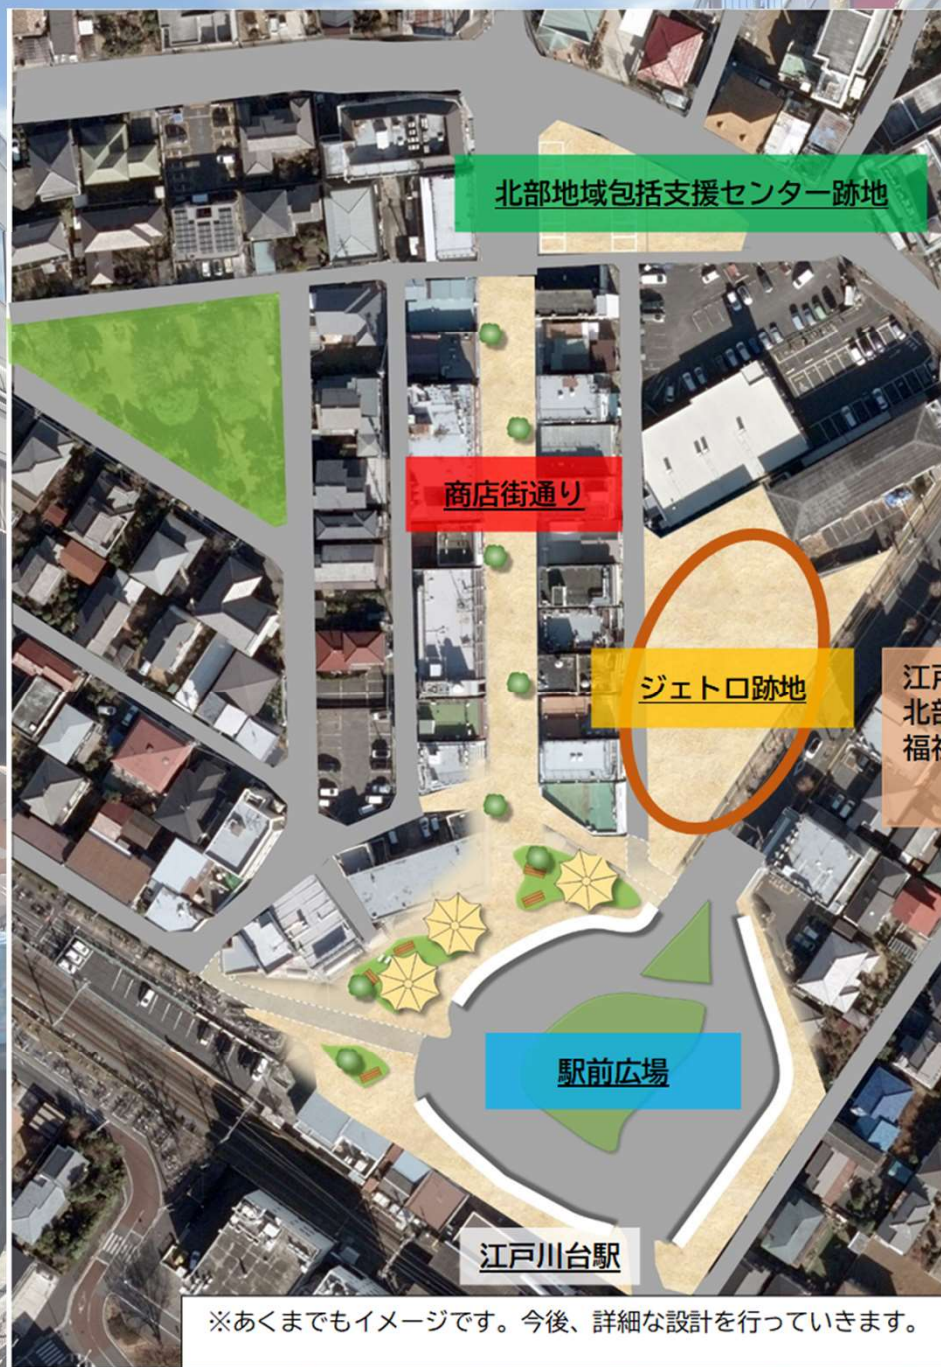 北部地域包括支援センター跡地
商店街通り
ジェトロ跡地
江戸
北部
福祉
駅前広場
江戸川台駅
※あくまでもイメージです。今後、詳細な設計を行っていきます。